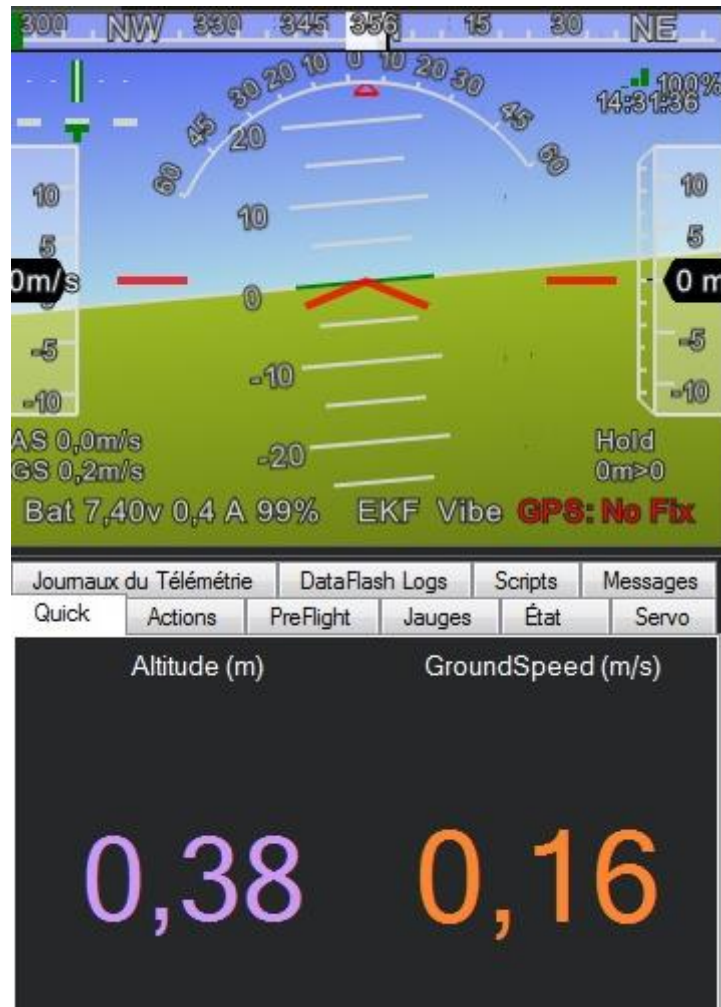 300 NW 330 345 356 15 30 NE
100%
14:31:36
60 45 30 20 10 0 10 20 30 45 60
20
10 10 10
5 5
0m/s 0 m
0
-5 -5
-10
-10 -10
AS 0,0m/s Hold
GS 0,2m/s -20 0m>0
Bat 7,40v 0,4 A 99% EKF Vibe GPS: No Fix
Journaux du Télémétrie DataFlash Logs Scripts Messages
Quick Actions PreFlight Jauges État Servo
Altitude (m) GroundSpeed (m/s)
0,38 0,16